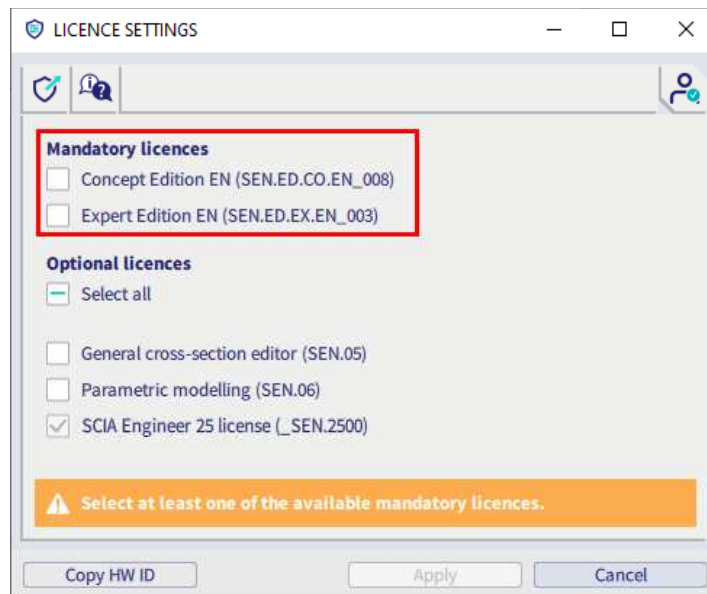 LICENCE SETTINGS
Mandatory licences
Concept Edition EN (SEN.ED.CO.EN_008)
Expert Edition EN (SEN.ED.EX.EN_003)
Optional licences
Select all
General cross-section editor (SEN.05)
Parametric modelling (SEN.06)
SCIA Engineer 25 license (_SEN.2500)
Select at least one of the available mandatory licences.
Copy HW ID Apply Cancel